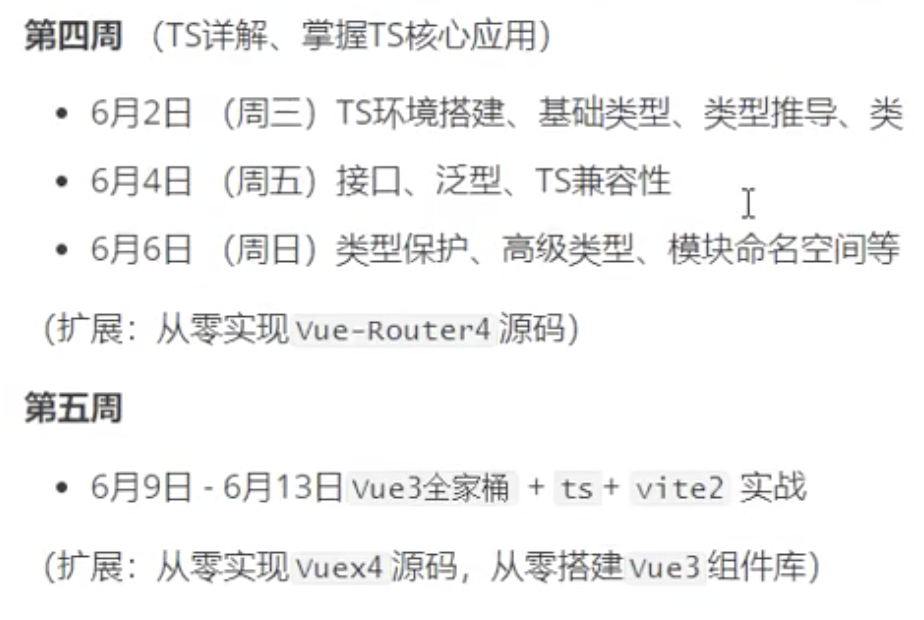 第四周 （TS详解、掌握TS核心应用）
• 6月2日 （周三）TS环境搭建、基础类型、类型推导、类
• 6月4日 （周五）接口、泛型、TS兼容性
• 6月6日 （周日）类型保护、高级类型、模块命名空间等
（扩展：从零实现 Vue-Router4 源码）
第五周
• 6月9日 - 6月13日 Vue3全家桶 + ts + vite2 实战
（扩展：从零实现 Vuex4 源码，从零搭建 Vue3 组件库）